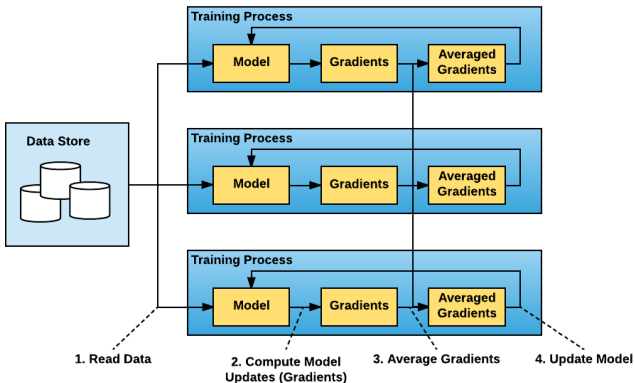 Training Process
Model
Gradients
Averaged
Gradients
Data Store
Training Process
Model
Gradients
Averaged
Gradients
Training Process
Model
Gradients
Averaged
Gradients
1. Read Data
2. Compute Model
Updates (Gradients)
3. Average Gradients
4. Update Model